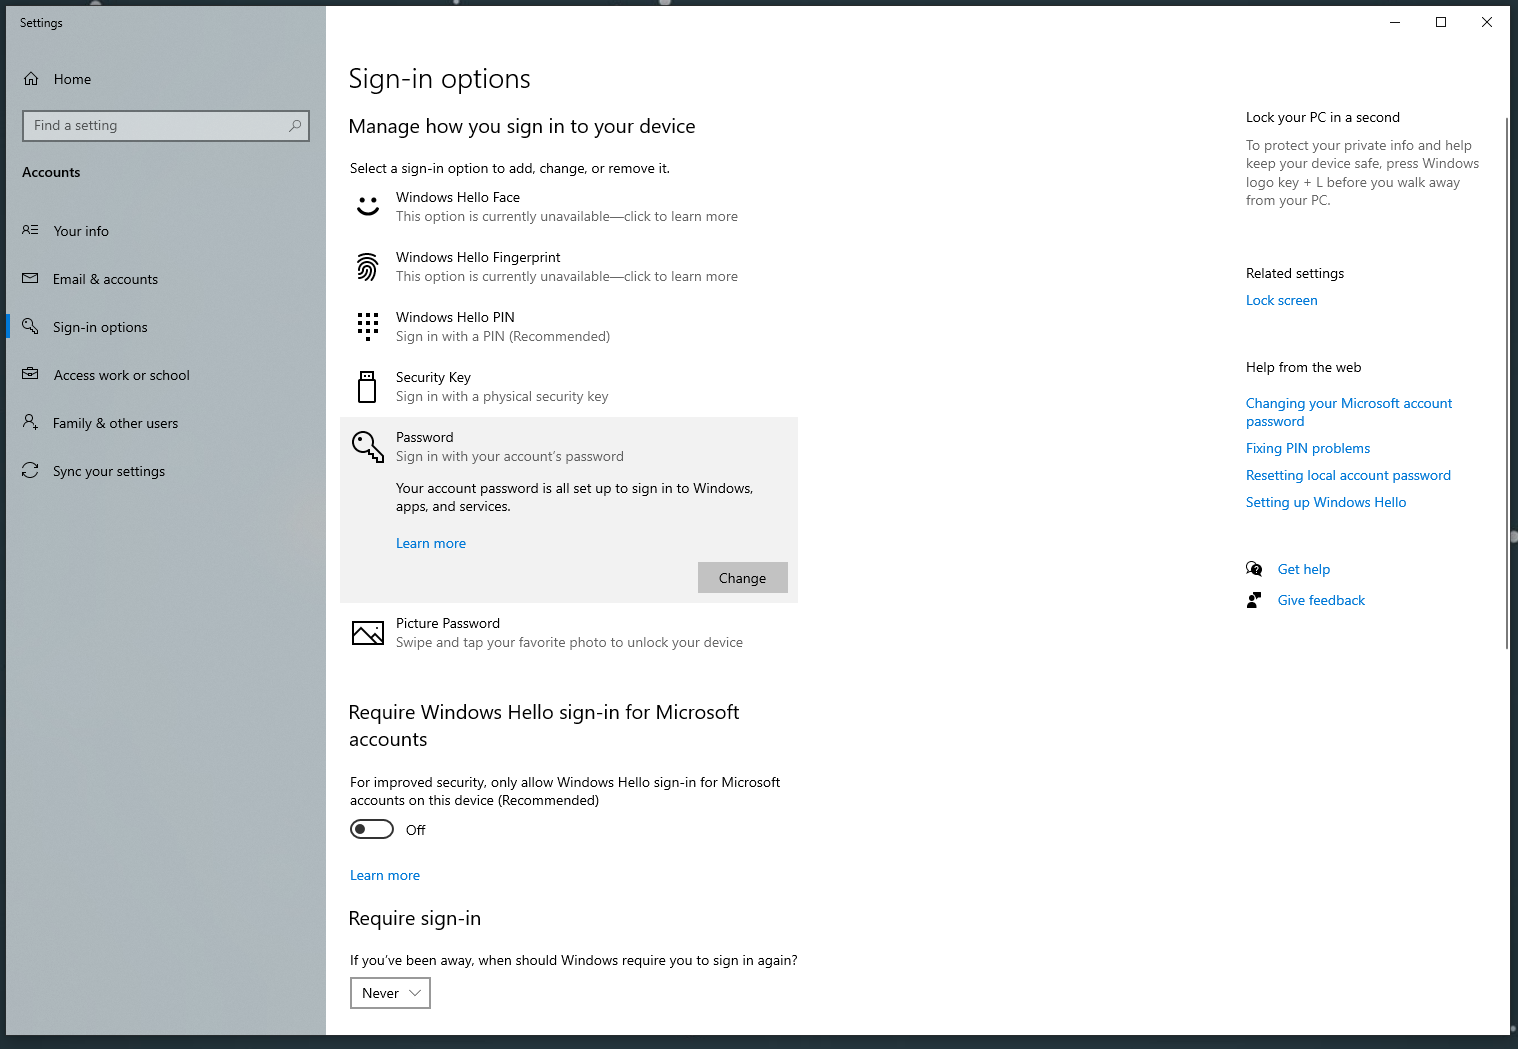 Settings
Home
Find a setting
Accounts
Your info
Email & accounts
Sign-in options
Access work or school
Family & other users
Sync your settings
Sign-in options
Manage how you sign in to your device
Select a sign-in option to add, change, or remove it.
Windows Hello Face
This option is currently unavailable—click to learn more
Windows Hello Fingerprint
This option is currently unavailable—click to learn more
Windows Hello PIN
Sign in with a PIN (Recommended)
Security Key
Sign in with a physical security key
Password
Sign in with your account's password
Your account password is all set up to sign in to Windows,
apps, and services.
Learn more
Change
Picture Password
Swipe and tap your favorite photo to unlock your device
Require Windows Hello sign-in for Microsoft
accounts
For improved security, only allow Windows Hello sign-in for Microsoft
accounts on this device (Recommended)
Off
Learn more
Require sign-in
If you've been away, when should Windows require you to sign in again?
Never
Lock your PC in a second
To protect your private info and help
keep your device safe, press Windows
logo key + L before you walk away
from your PC.
Related settings
Lock screen
Help from the web
Changing your Microsoft account
password
Fixing PIN problems
Resetting local account password
Setting up Windows Hello
Get help
Give feedback